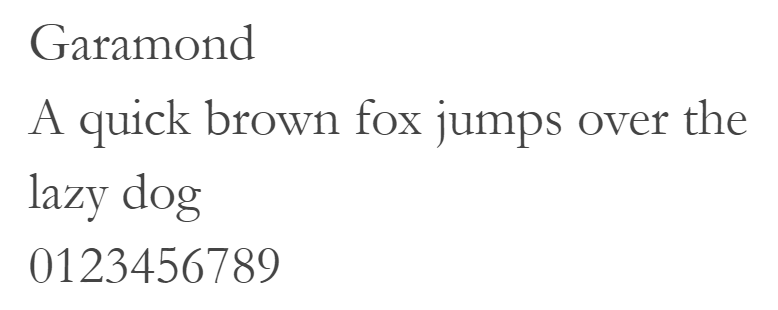 Garamond
A quick brown fox jumps over the
lazy dog
0123456789